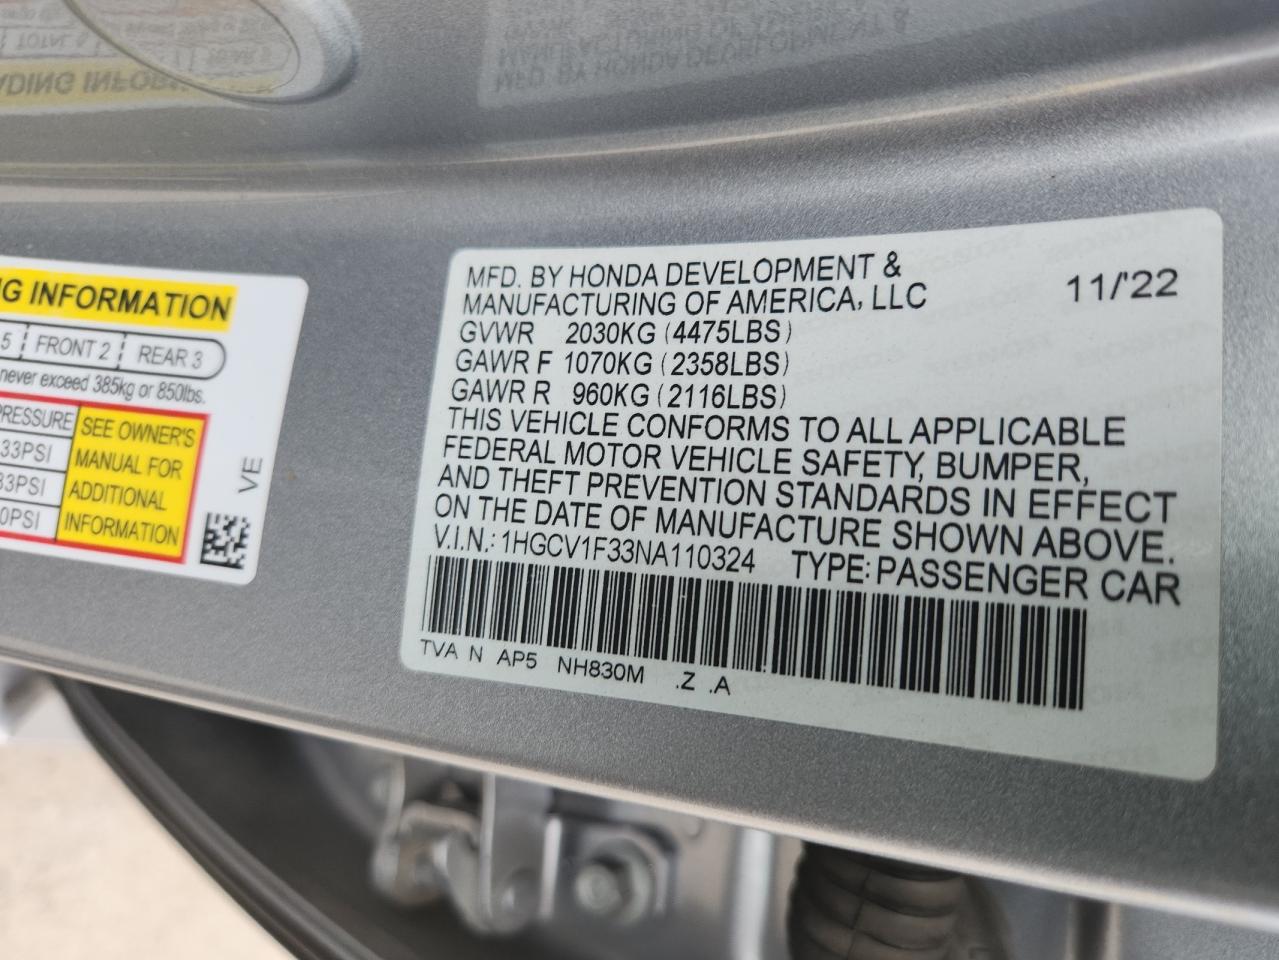 NG INFORMATION
5 FRONT 2 REAR 3
never exceed 385kg or 850lbs.
PRESSURE
33PSI
33PSI
0PSI
SEE OWNER'S
MANUAL FOR
ADDITIONAL
INFORMATION
VE
MFD. BY HONDA DEVELOPMENT &
MANUFACTURING OF AMERICA, LLC 11/'22
GVWR 2030KG (4475LBS)
GAWR F 1070KG (2358LBS)
GAWR R 960KG (2116LBS)
THIS VEHICLE CONFORMS TO ALL APPLICABLE
FEDERAL MOTOR VEHICLE SAFETY, BUMPER,
AND THEFT PREVENTION STANDARDS IN EFFECT
ON THE DATE OF MANUFACTURE SHOWN ABOVE.
V.I.N.: 1HGCV1F33NA110324 TYPE: PASSENGER CAR
TVA N AP5 NH830M .Z .A